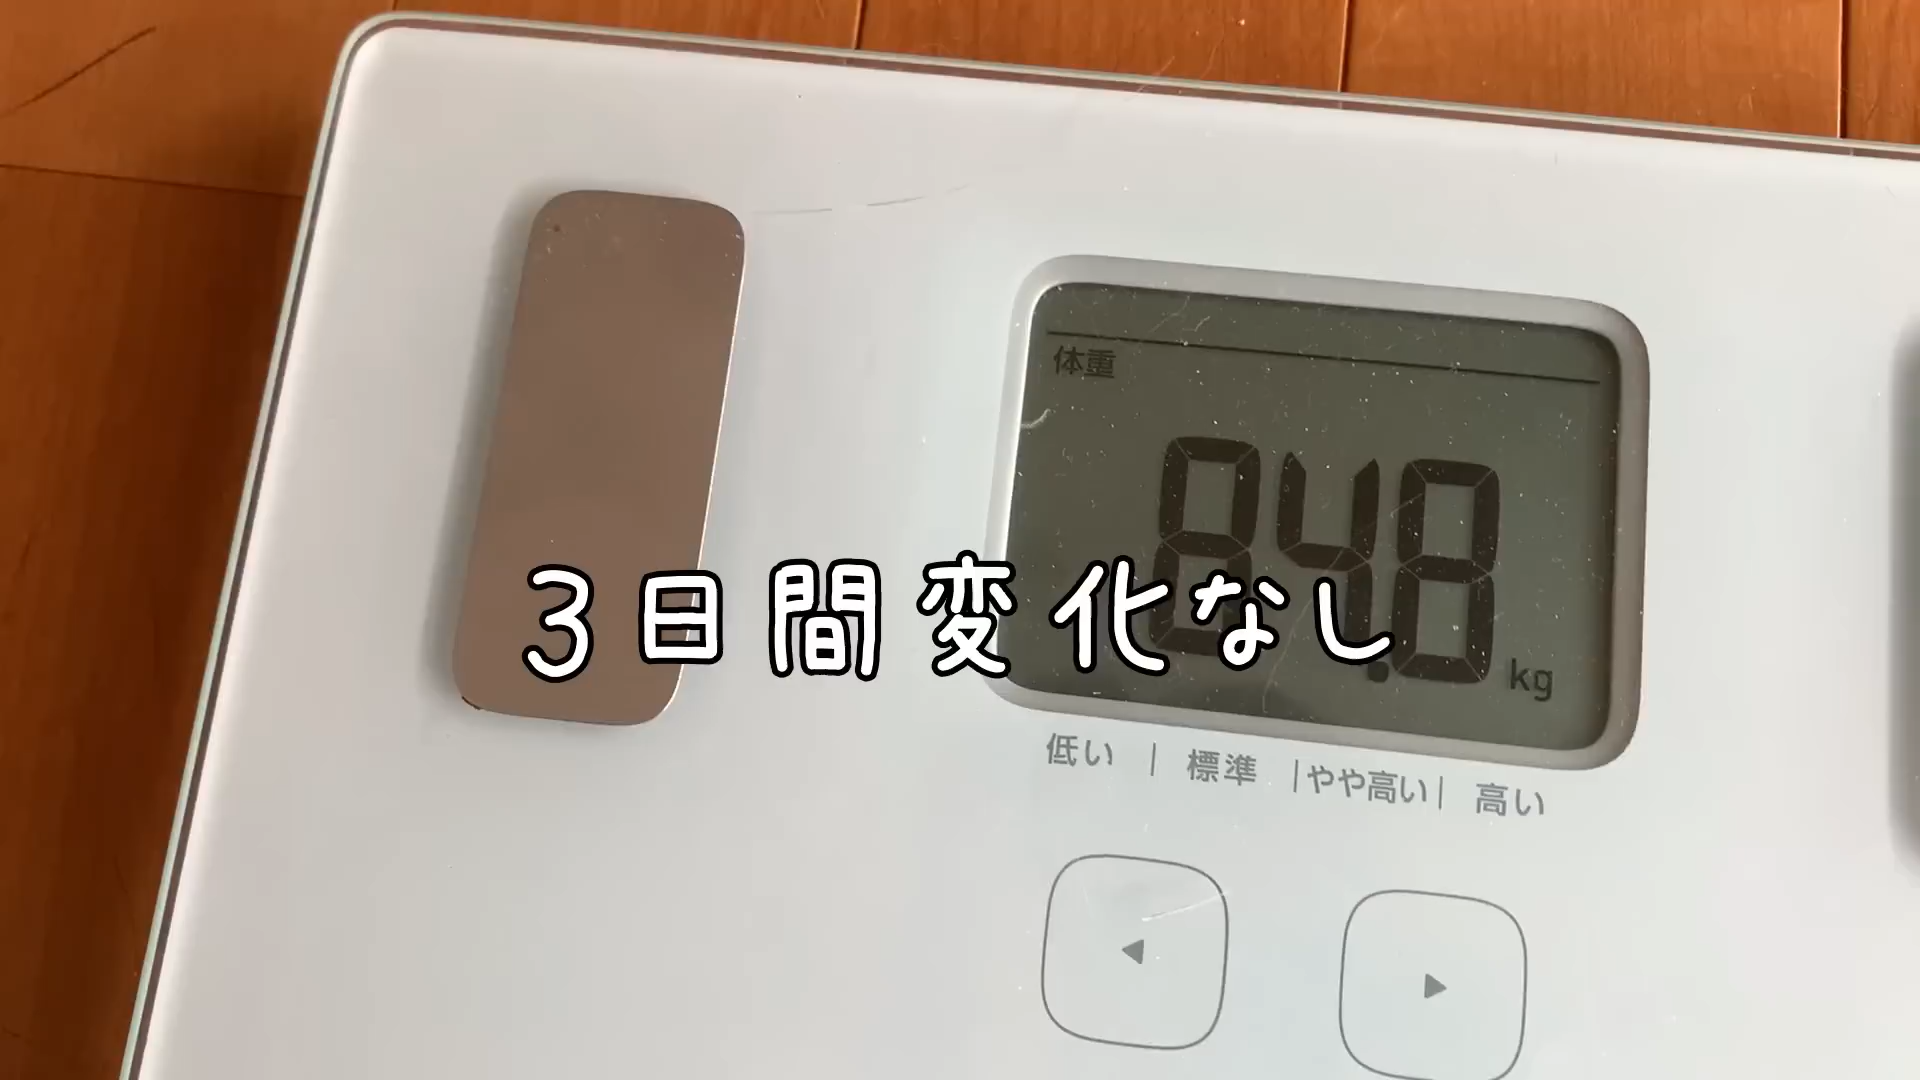 体重
84.8 kg
3日間変化なし
低い | 標準 | やや高い | 高い